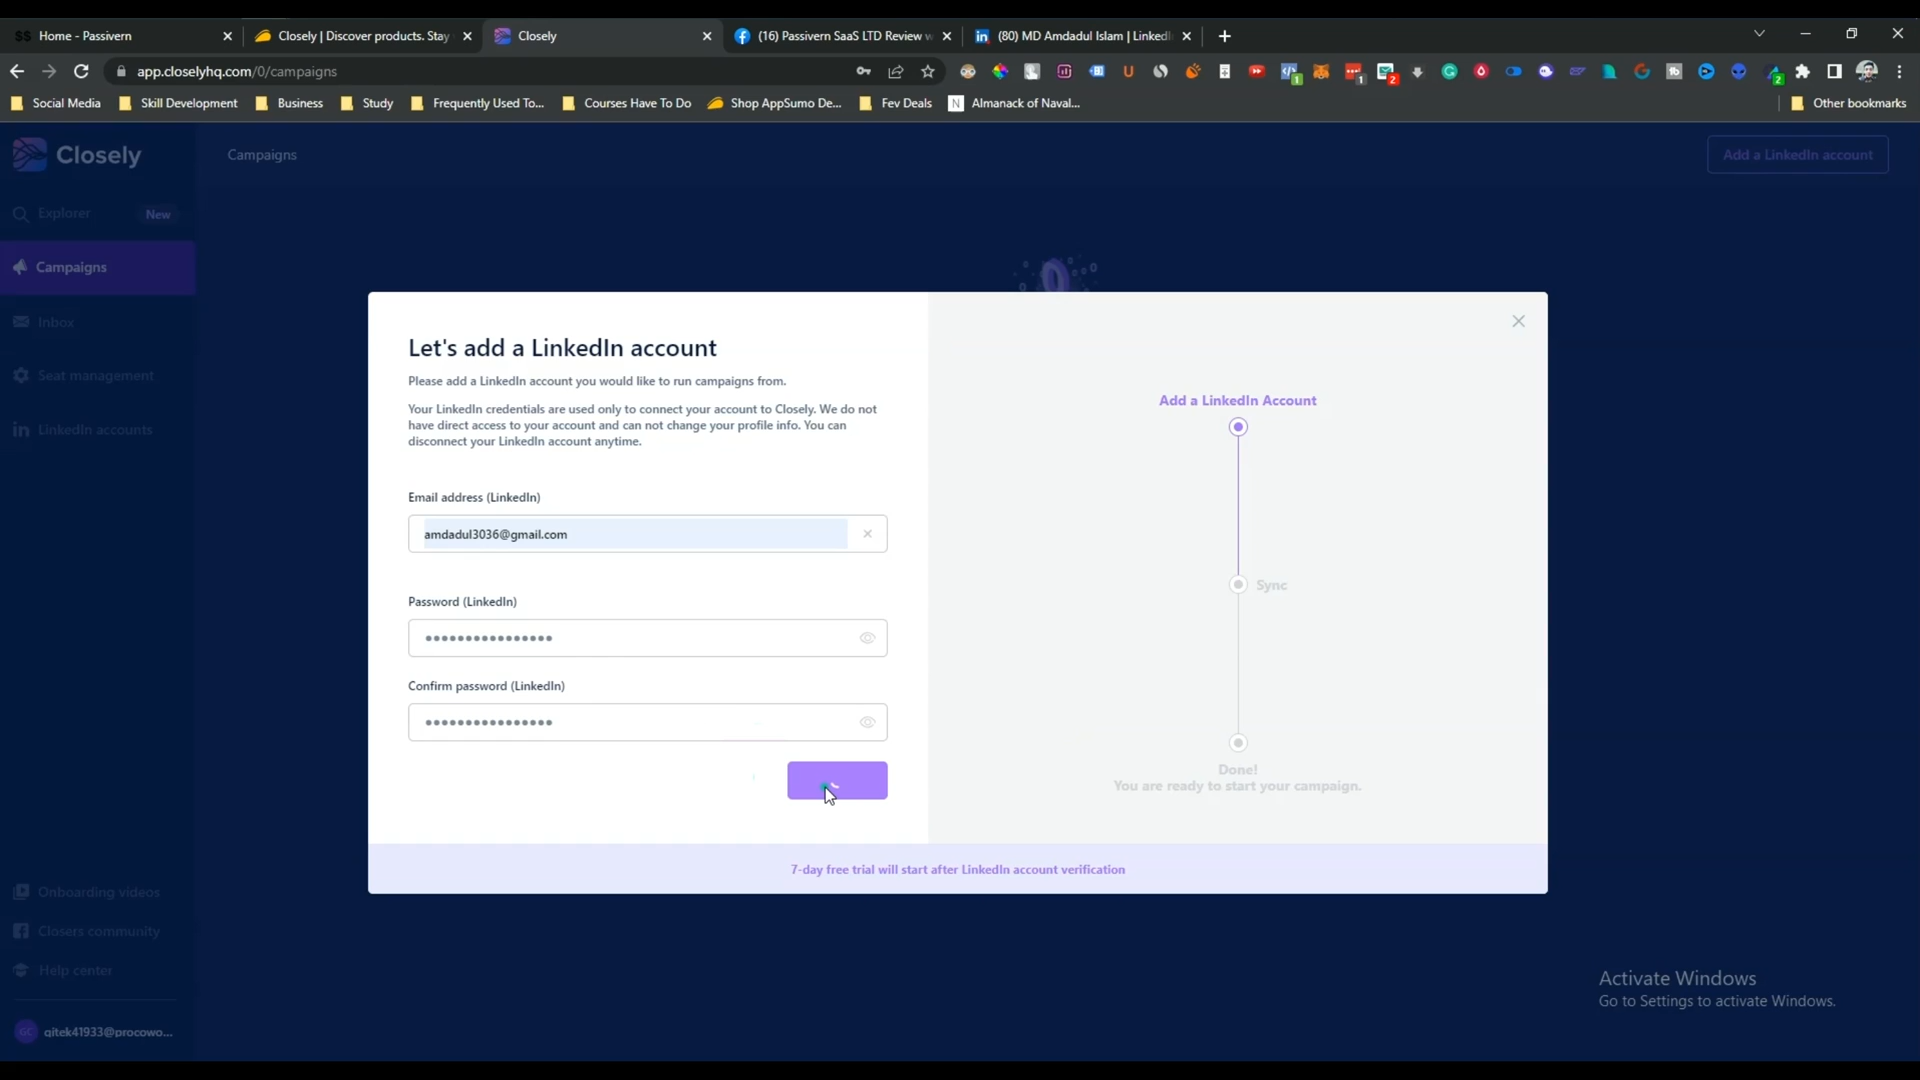 Home - Passivern
Closely | Discover products. Stay
Closely
(16) Passivern SaaS LTD Review w
(80) MD Amdadul Islam | LinkedI
app.closelyhq.com/0/campaigns
Social Media
Skill Development
Business
Study
Frequently Used To...
Courses Have To Do
Shop AppSumo De...
Fev Deals
Almanack of Naval...
Other bookmarks
Closely
Campaigns
Add a LinkedIn account
Explorer
New
Campaigns
Inbox
Seat management
LinkedIn accounts
Let's add a LinkedIn account
Please add a LinkedIn account you would like to run campaigns from.
Your LinkedIn credentials are used only to connect your account to Closely. We do not
have direct access to your account and can not change your profile info. You can
disconnect your LinkedIn account anytime.
Email address (LinkedIn)
amdadul3036@gmail.com
Password (LinkedIn)
Confirm password (LinkedIn)
Add a LinkedIn Account
Sync
Done!
You are ready to start your campaign.
7-day free trial will start after LinkedIn account verification
Onboarding videos
Closers community
Help center
GC
qitek41933@procowo...
Activate Windows
Go to Settings to activate Windows.